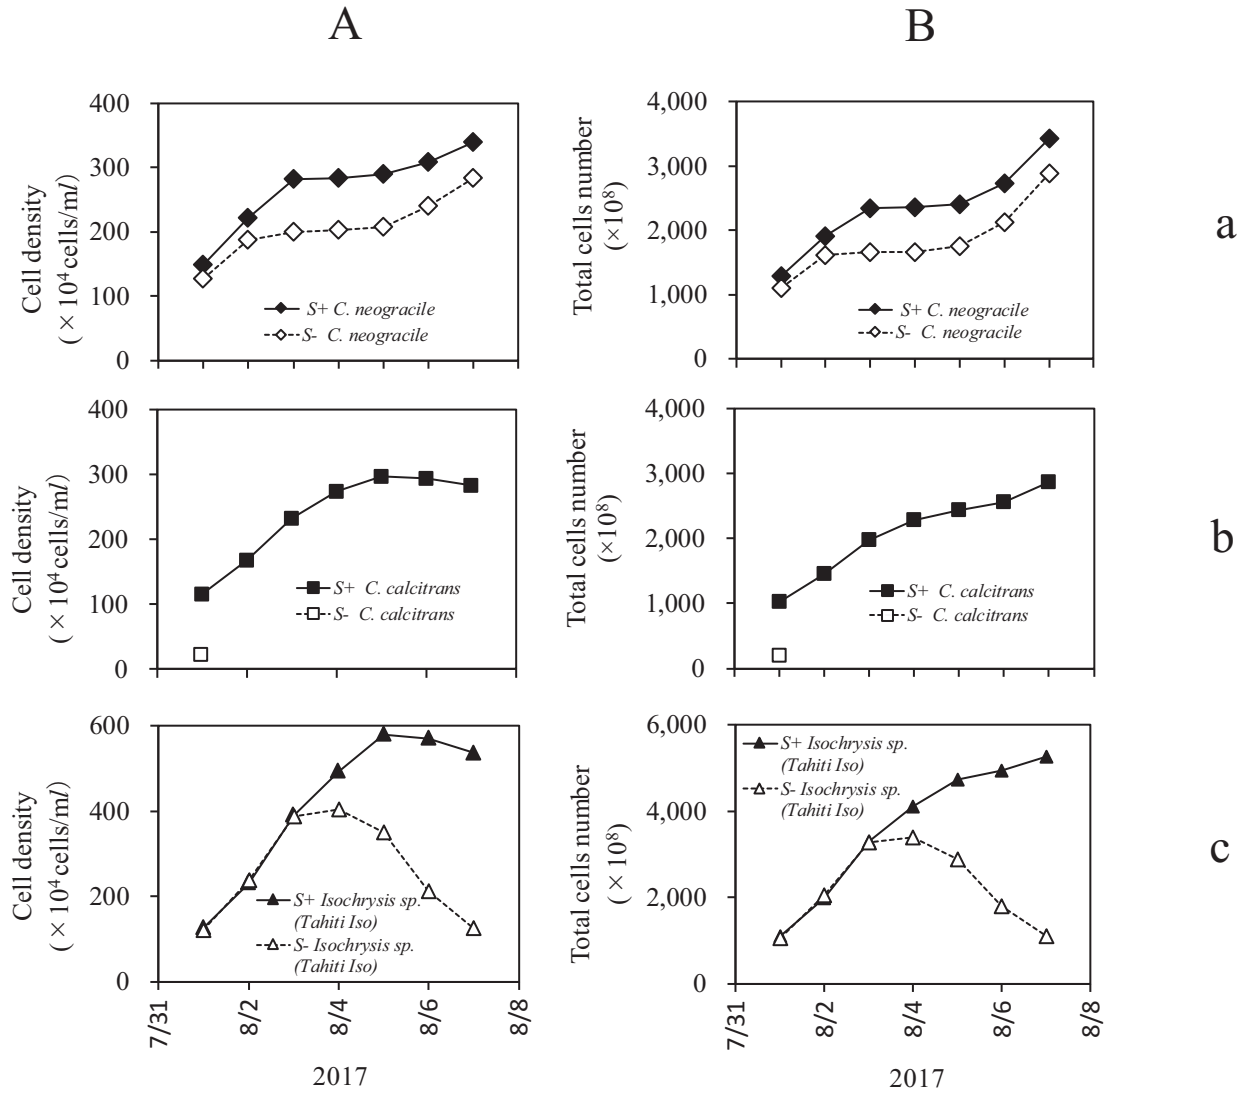 A
B
400
300
200
100
0
Cell density
(×10⁴cells/ml)
S+ C. neogracile
S- C. neogracile
4,000
3,000
2,000
1,000
0
Total cells number
(×10⁸)
S+ C. neogracile
S- C. neogracile
a
400
300
200
100
0
Cell density
(×10⁴cells/ml)
S+ C. calcitrans
S- C. calcitrans
4,000
3,000
2,000
1,000
0
Total cells number
(×10⁸)
S+ C. calcitrans
S- C. calcitrans
b
600
400
200
0
Cell density
(×10⁴cells/ml)
S+ Isochrysis sp.
(Tahiti Iso)
S- Isochrysis sp.
(Tahiti Iso)
7/31
8/2
8/4
8/6
8/8
2017
6,000
4,000
2,000
0
Total cells number
(×10⁸)
S+ Isochrysis sp.
(Tahiti Iso)
S- Isochrysis sp.
(Tahiti Iso)
7/31
8/2
8/4
8/6
8/8
2017
c